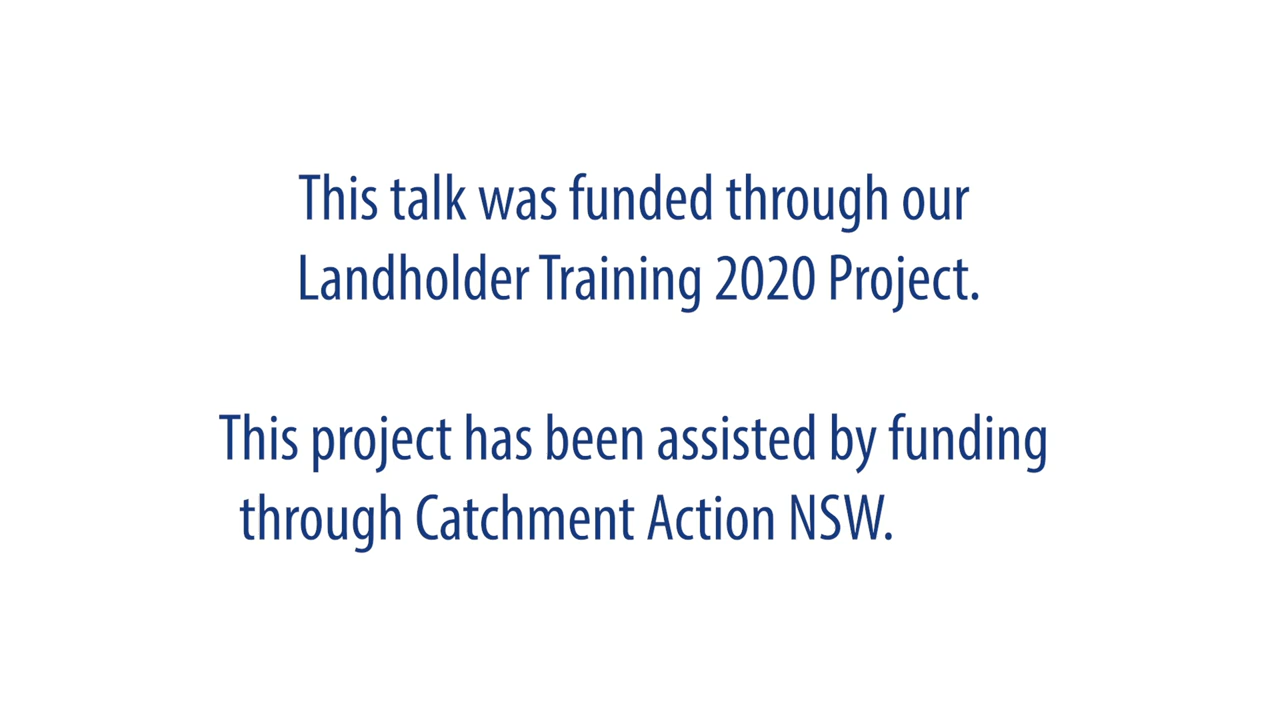 This talk was funded through our
Landholder Training 2020 Project.
This project has been assisted by funding
through Catchment Action NSW.